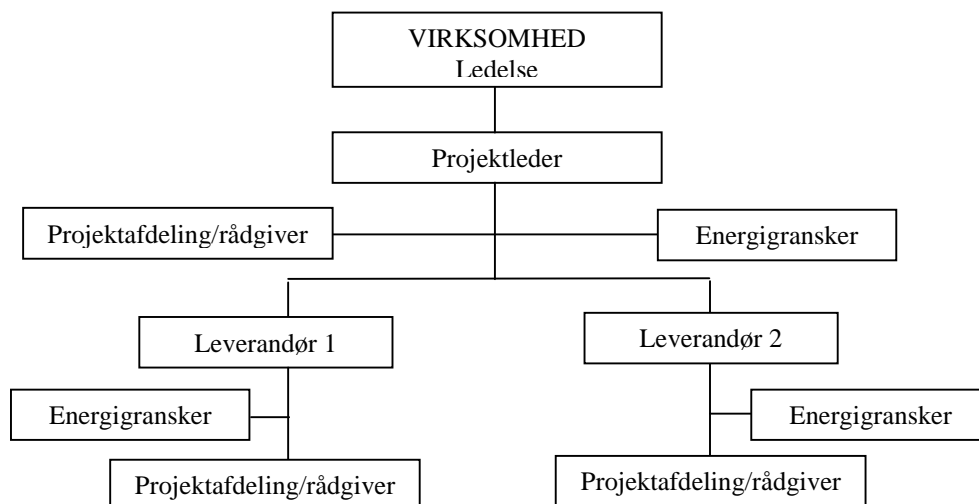 VIRKSOMHED
Ledelse
Projektleder
Projektafdeling/rådgiver
Energigransker
Leverandør 1
Leverandør 2
Energigransker
Energigransker
Projektafdeling/rådgiver
Projektafdeling/rådgiver